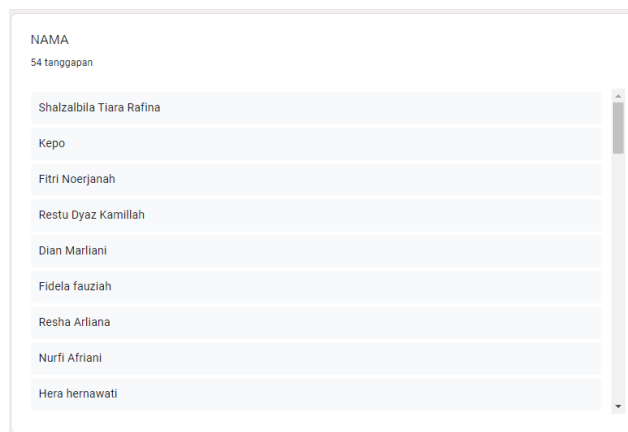 NAMA
54 tanggapan
Shalzalbila Tiara Rafina
Kepo
Fitri Noerjanah
Restu Dyaz Kamillah
Dian Marliani
Fidela fauziah
Resha Arliana
Nurfi Afriani
Hera hernawati